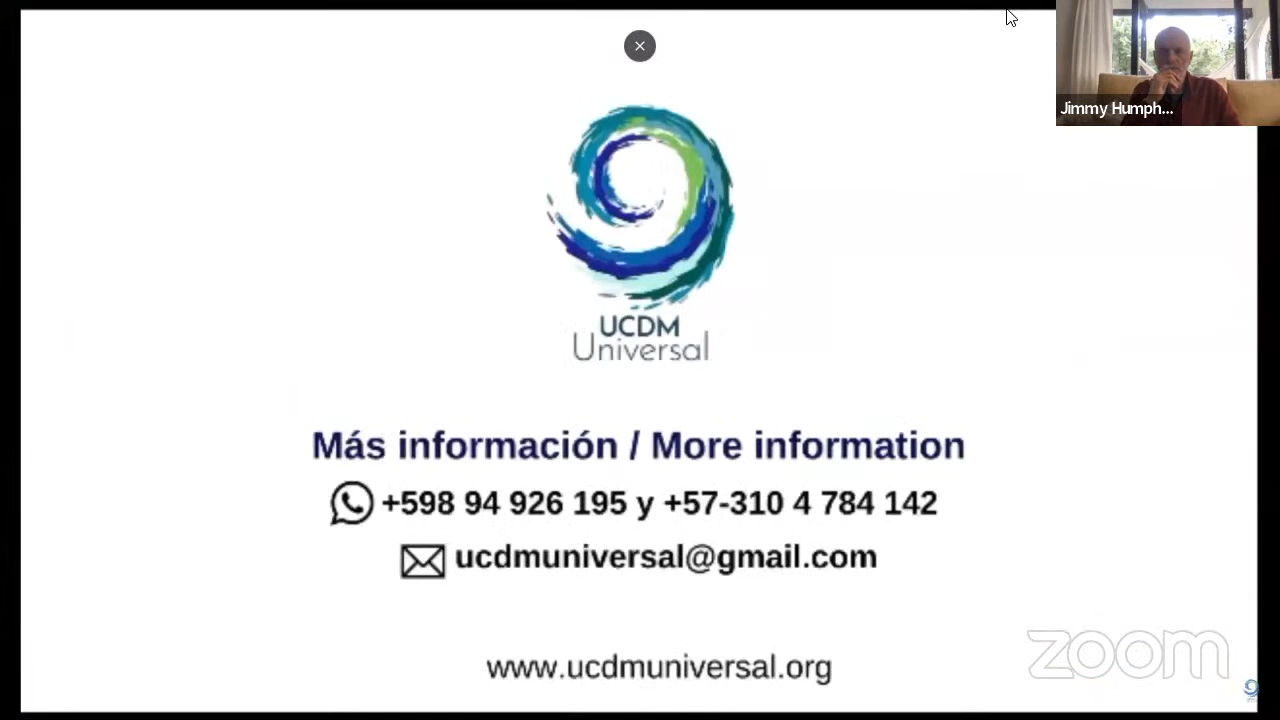 Jimmy Humph...
UCDM
Universal
Más información / More information
+598 94 926 195 y +57-310 4 784 142
ucdmuniversal@gmail.com
www.ucdmuniversal.org
zoom